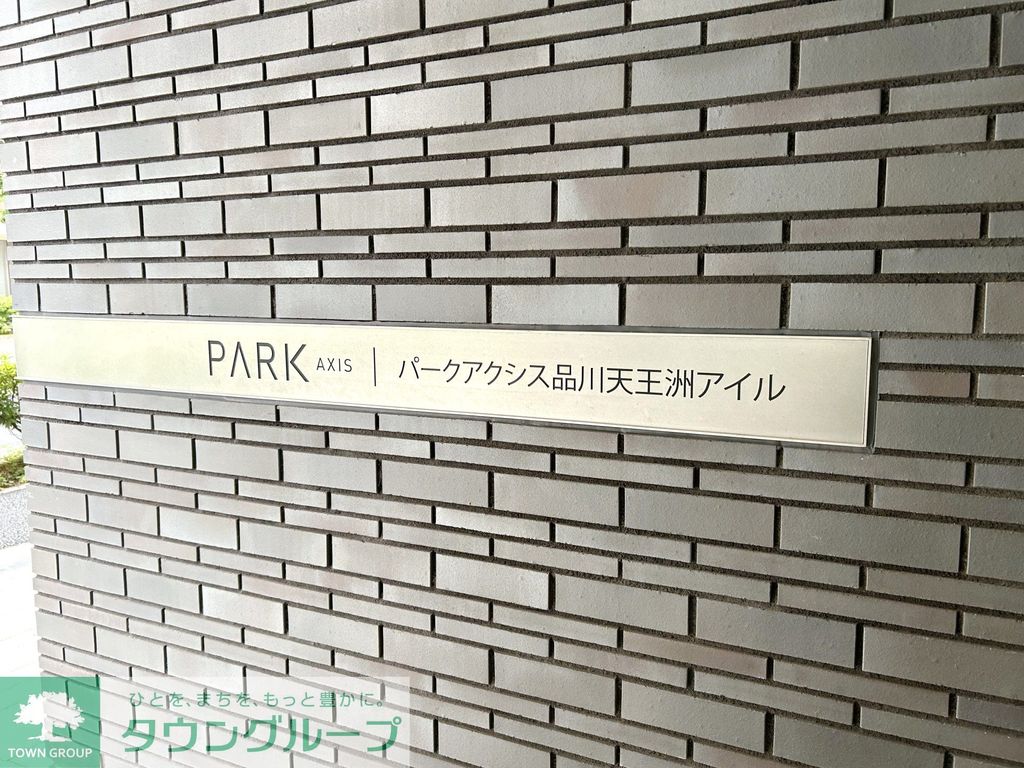 PARK AXIS | パークアクシス品川天王洲アイル
ひとを、まちを、もっと豊かに。
タウングループ
TOWN GROUP